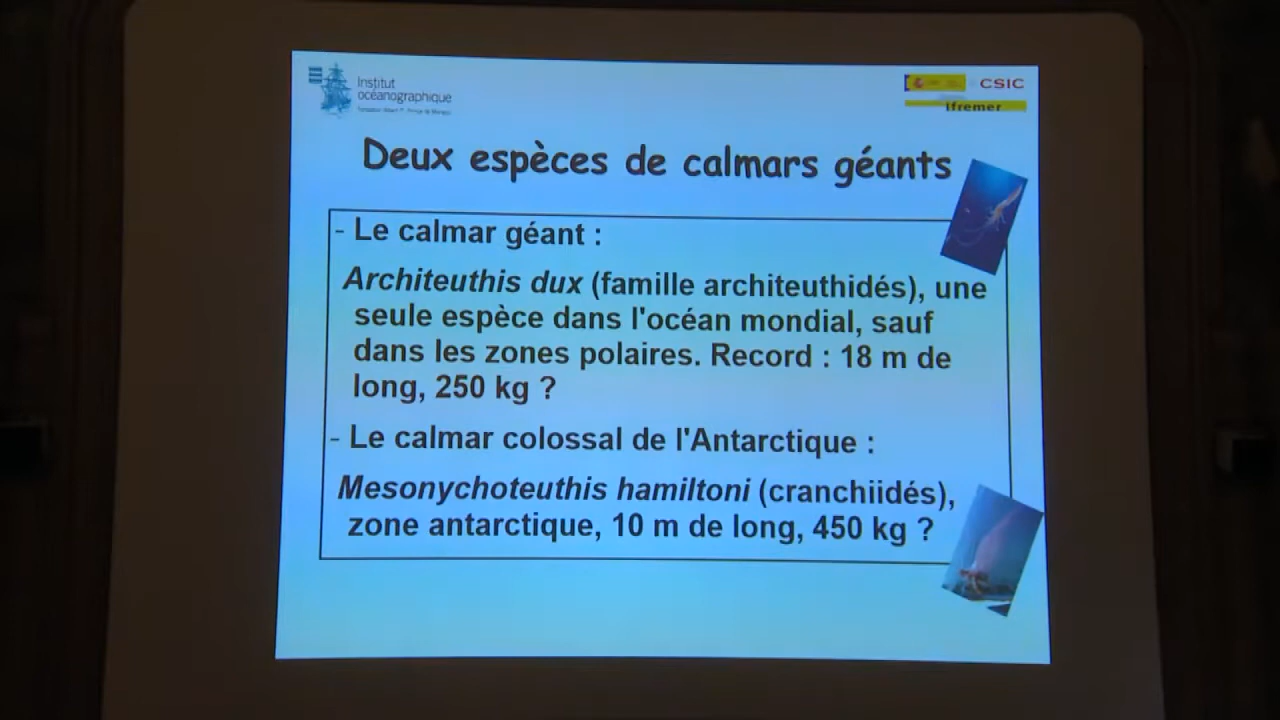 Institut
océanographique
CSIC
Ifremer
Deux espèces de calmars géants
- Le calmar géant :
Architeuthis dux (famille architeuthidés), une
seule espèce dans l'océan mondial, sauf
dans les zones polaires. Record : 18 m de
long, 250 kg ?
- Le calmar colossal de l'Antarctique :
Mesonychoteuthis hamiltoni (cranchiidés),
zone antarctique, 10 m de long, 450 kg ?